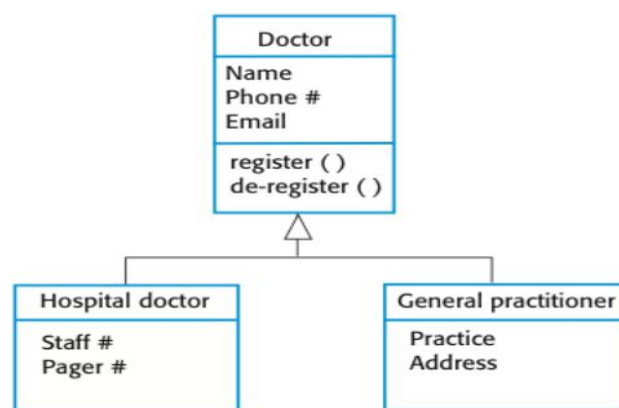 Doctor
Name
Phone #
Email
register ( )
de-register ( )
Hospital doctor
Staff #
Pager #
General practitioner
Practice
Address